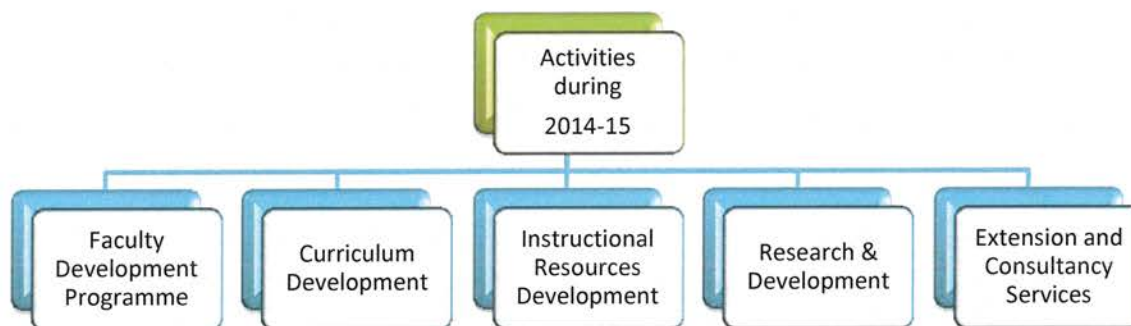 Activities
during
2014-15
Faculty
Development
Programme
Curriculum
Development
Instructional
Resources
Development
Research &
Development
Extension and
Consultancy
Services